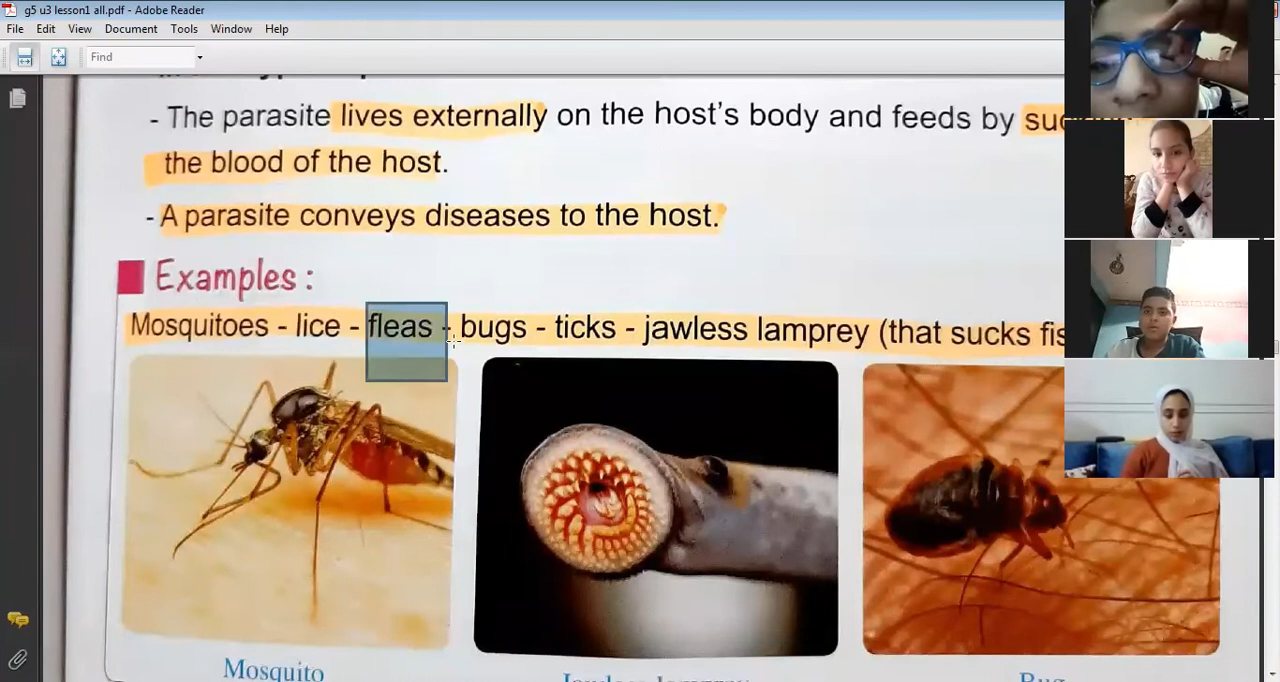 g5 u3 lesson1 all.pdf - Adobe Reader
File Edit View Document Tools Window Help
Find
- The parasite lives externally on the host's body and feeds by
the blood of the host.
- A parasite conveys diseases to the host.
Examples :
Mosquitoes - lice - fleas - bugs - ticks - jawless lamprey (that sucks
Mosquito
Bug